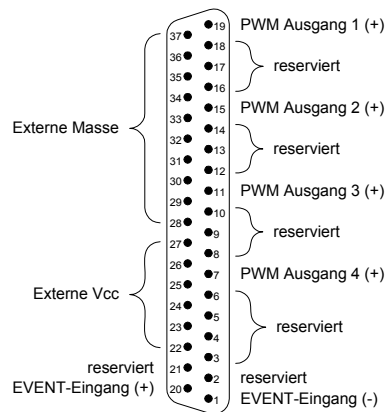 37 19 PWM Ausgang 1 (+)
36 18
35 17 reserviert
34 16
33 15 PWM Ausgang 2 (+)
Externe Masse
32 14
31 13 reserviert
30 12
29 11 PWM Ausgang 3 (+)
28 10
27 9 reserviert
26 8
25 7 PWM Ausgang 4 (+)
Externe Vcc
24 6
23 5
22 4 reserviert
3
reserviert 21
2 reserviert
EVENT-Eingang (+) 20
1 EVENT-Eingang (-)